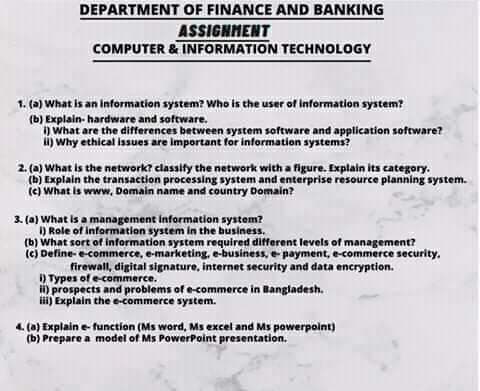 DEPARTMENT OF FINANCE AND BANKING
ASSIGNMENT
COMPUTER & INFORMATION TECHNOLOGY
1. (a) What is an information system? Who is the user of information system?
(b) Explain- hardware and software.
i) What are the differences between system software and application software?
ii) Why ethical issues are important for information systems?
2. (a) What is the network? classify the network with a figure. Explain its category.
(b) Explain the transaction processing system and enterprise resource planning system.
(c) What is www, Domain name and country Domain?
3. (a) What is a management information system?
i) Role of information system in the business.
(b) What sort of information system required different levels of management?
(c) Define- e-commerce, e-marketing, e-business, e- payment, e-commerce security,
firewall, digital signature, internet security and data encryption.
i) Types of e-commerce.
ii) prospects and problems of e-commerce in Bangladesh.
iii) Explain the e-commerce system.
4. (a) Explain e- function (Ms word, Ms excel and Ms powerpoint)
(b) Prepare a model of Ms PowerPoint presentation.